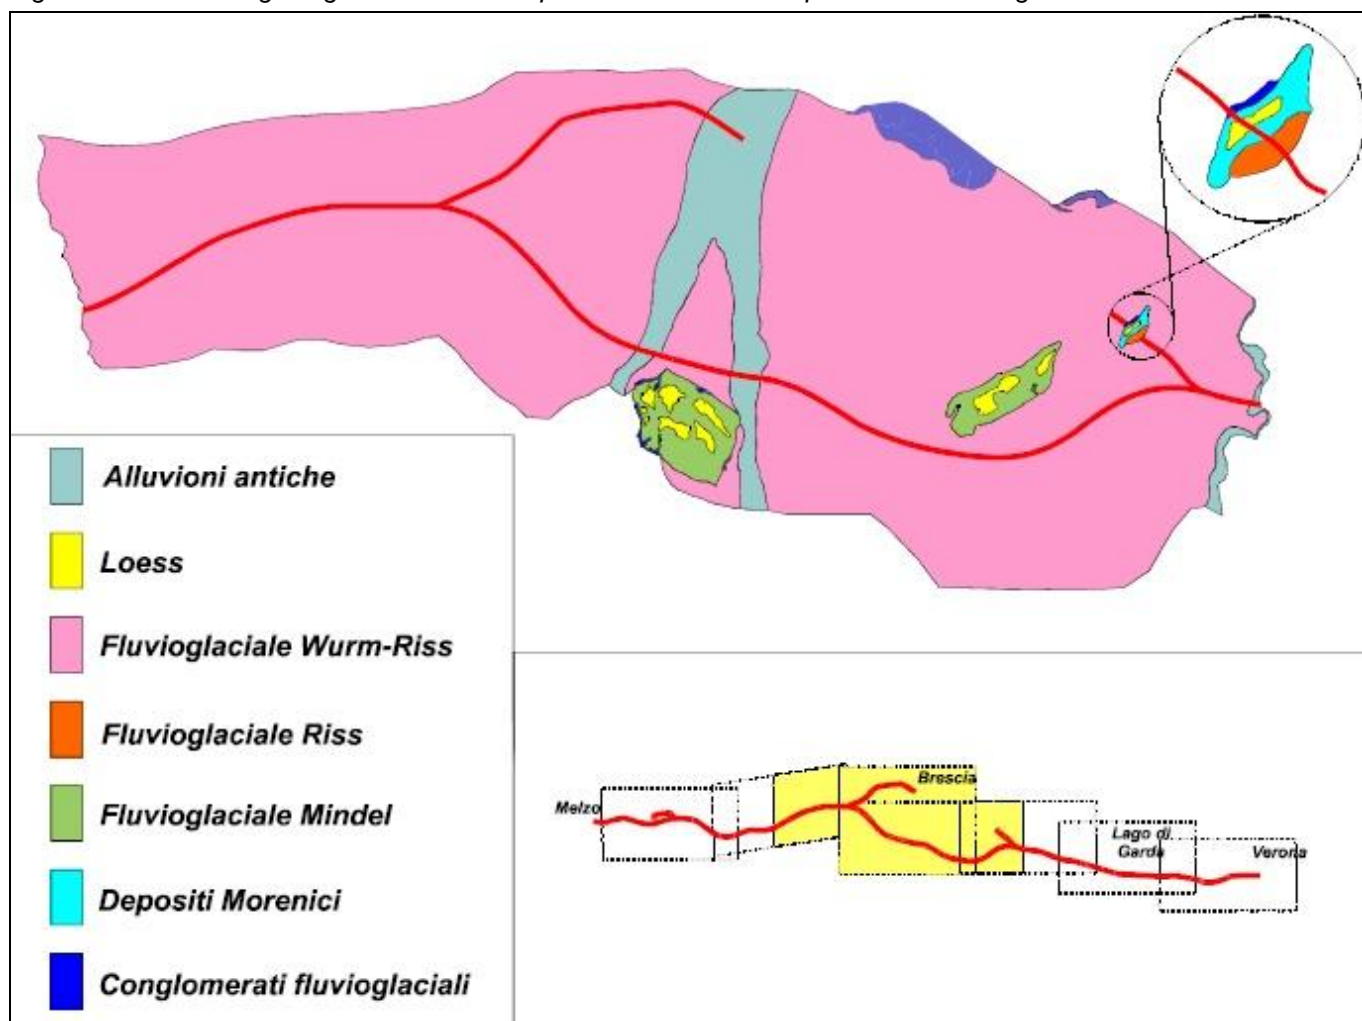 Alluvioni antiche
Loess
Fluvioglaciale Wurm-Riss
Fluvioglaciale Riss
Fluvioglaciale Mindel
Depositi Morenici
Conglomerati fluvioglaciali
Melzo
Brescia
Lago di
Garda
Verona